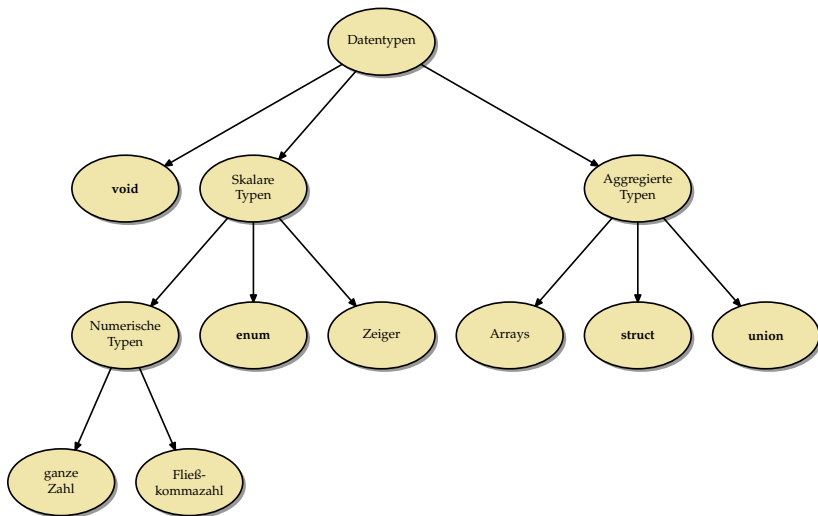 Datentypen
void
Skalare
Typen
Aggregierte
Typen
Numerische
Typen
enum
Zeiger
Arrays
struct
union
ganze
Zahl
Fließ-
kommazahl